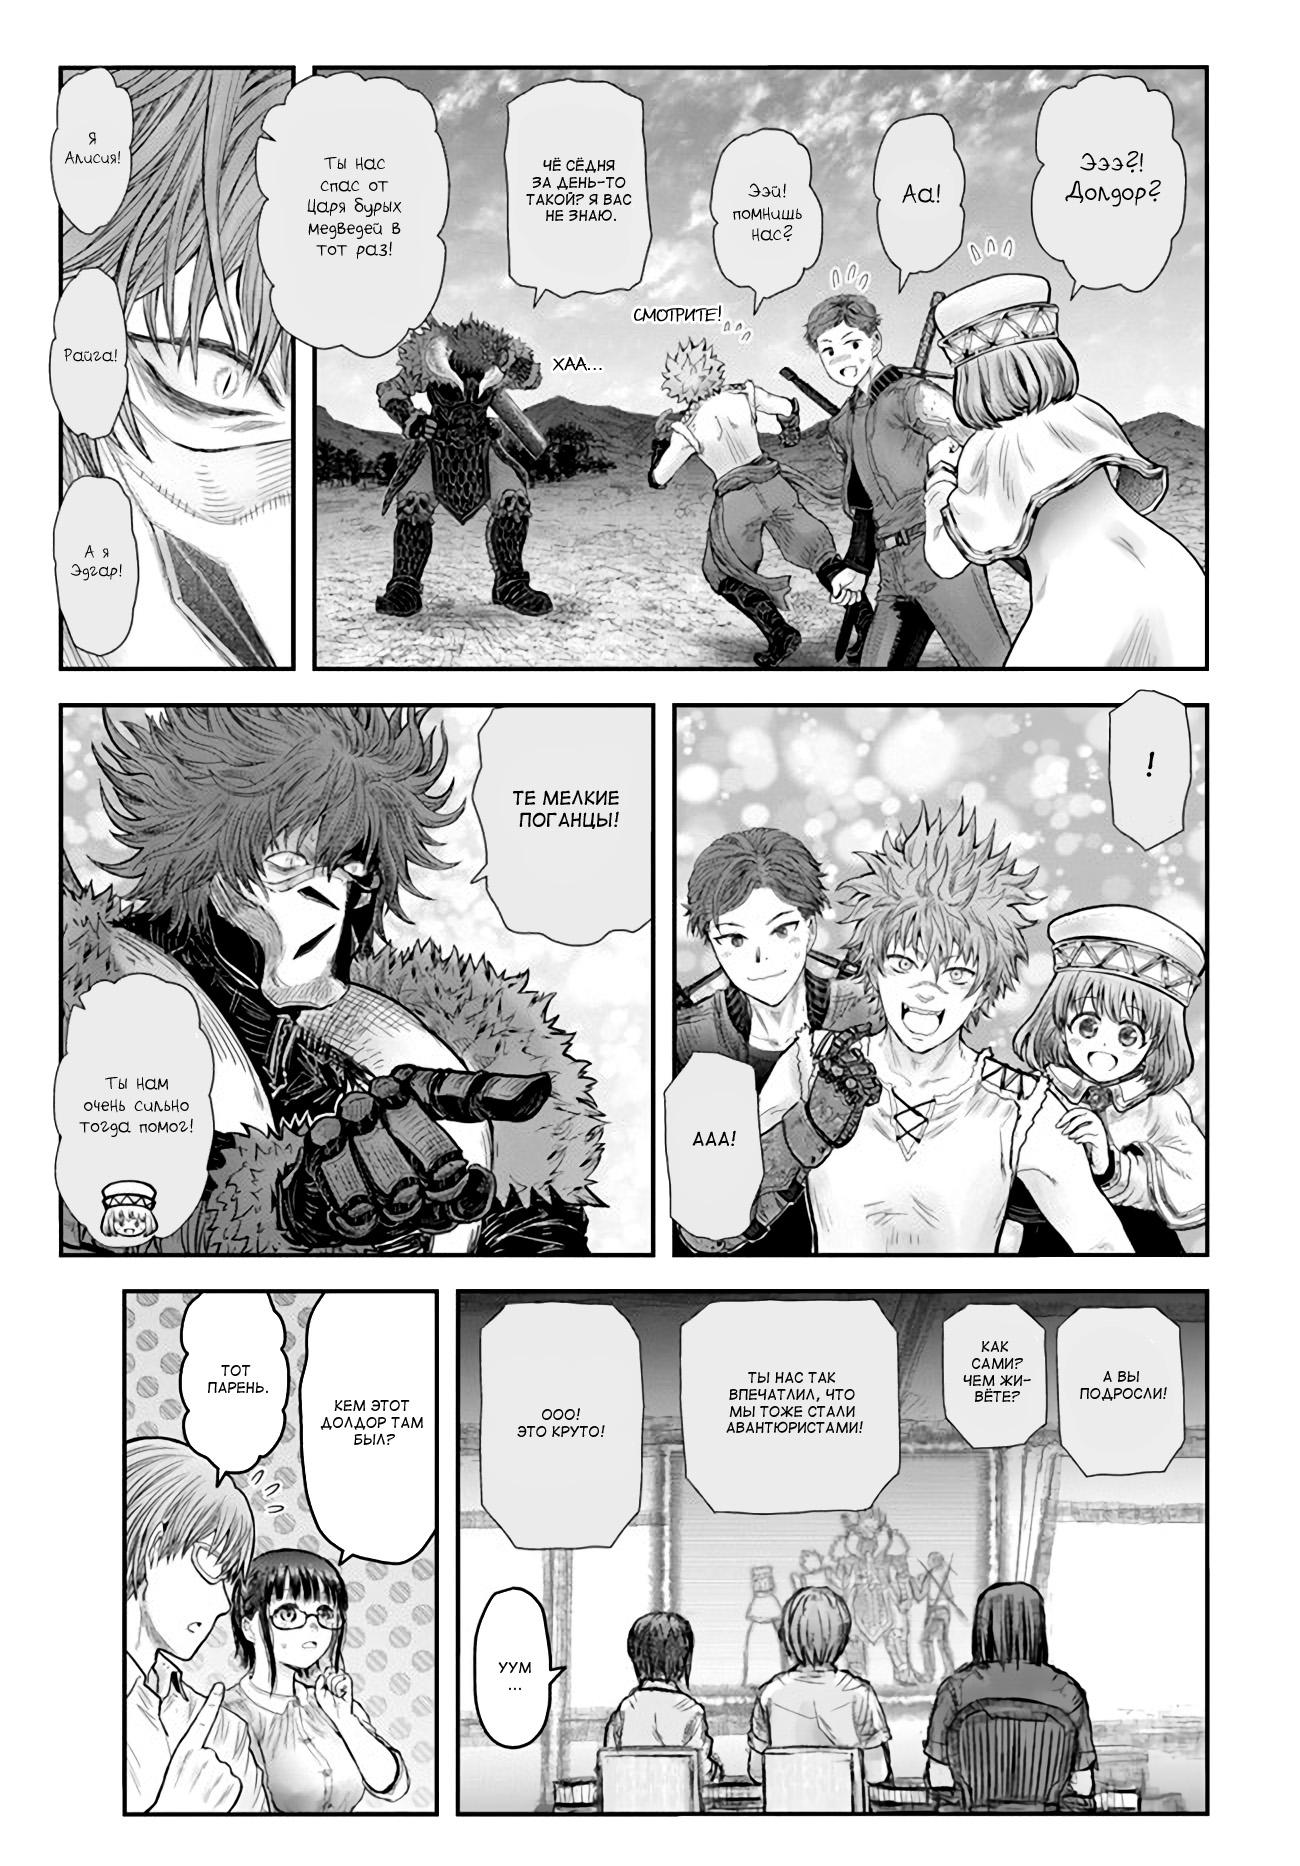 Эээ?!
Долдор?
Аа!
Ээй!
помнишь
нас?
СМОТРИТЕ!
ЧЁ СЁДНЯ
ЗА ДЕНЬ-ТО
ТАКОЙ? Я ВАС
НЕ ЗНАЮ.
ХАА...
Ты нас
спас от
Царя бурых
медведей в
тот раз!
Я
Алисия!
Райга!
А я
Эдгар!
!
ААА!
ТЕ МЕЛКИЕ
ПОГАНЦЫ!
Ты нам
очень сильно
тогда помог!
А ВЫ
ПОДРОСЛИ!
КАК
САМИ?
ЧЕМ ЖИ-
ВЁТЕ?
ТЫ НАС ТАК
ВПЕЧАТЛИЛ, ЧТО
МЫ ТОЖЕ СТАЛИ
АВАНТЮРИСТАМИ!
ООО!
ЭТО КРУТО!
УУМ
...
КЕМ ЭТОТ
ДОЛДОР ТАМ
БЫЛ?
ТОТ
ПАРЕНЬ.